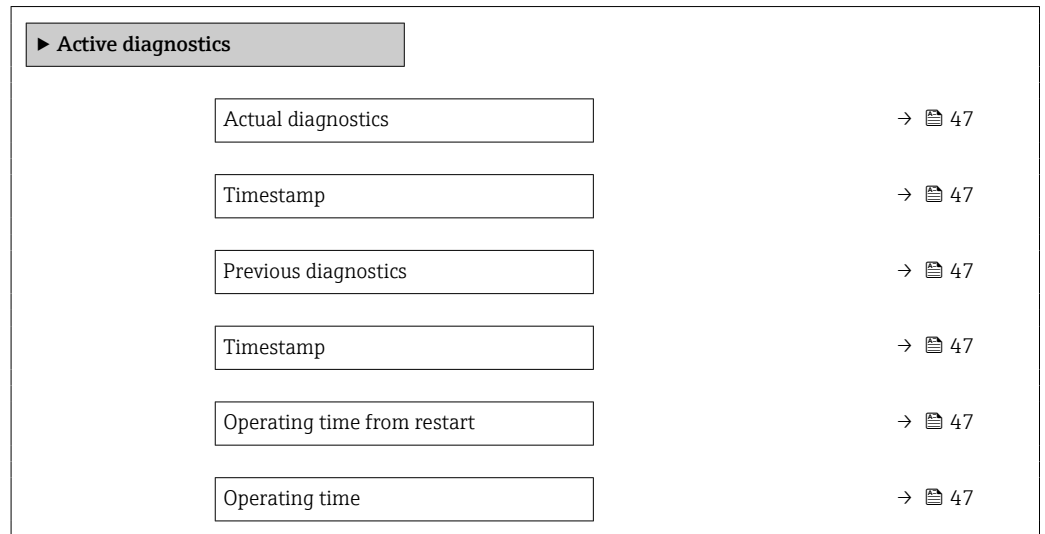 ▶ Active diagnostics
Actual diagnostics → 47
Timestamp → 47
Previous diagnostics → 47
Timestamp → 47
Operating time from restart → 47
Operating time → 47